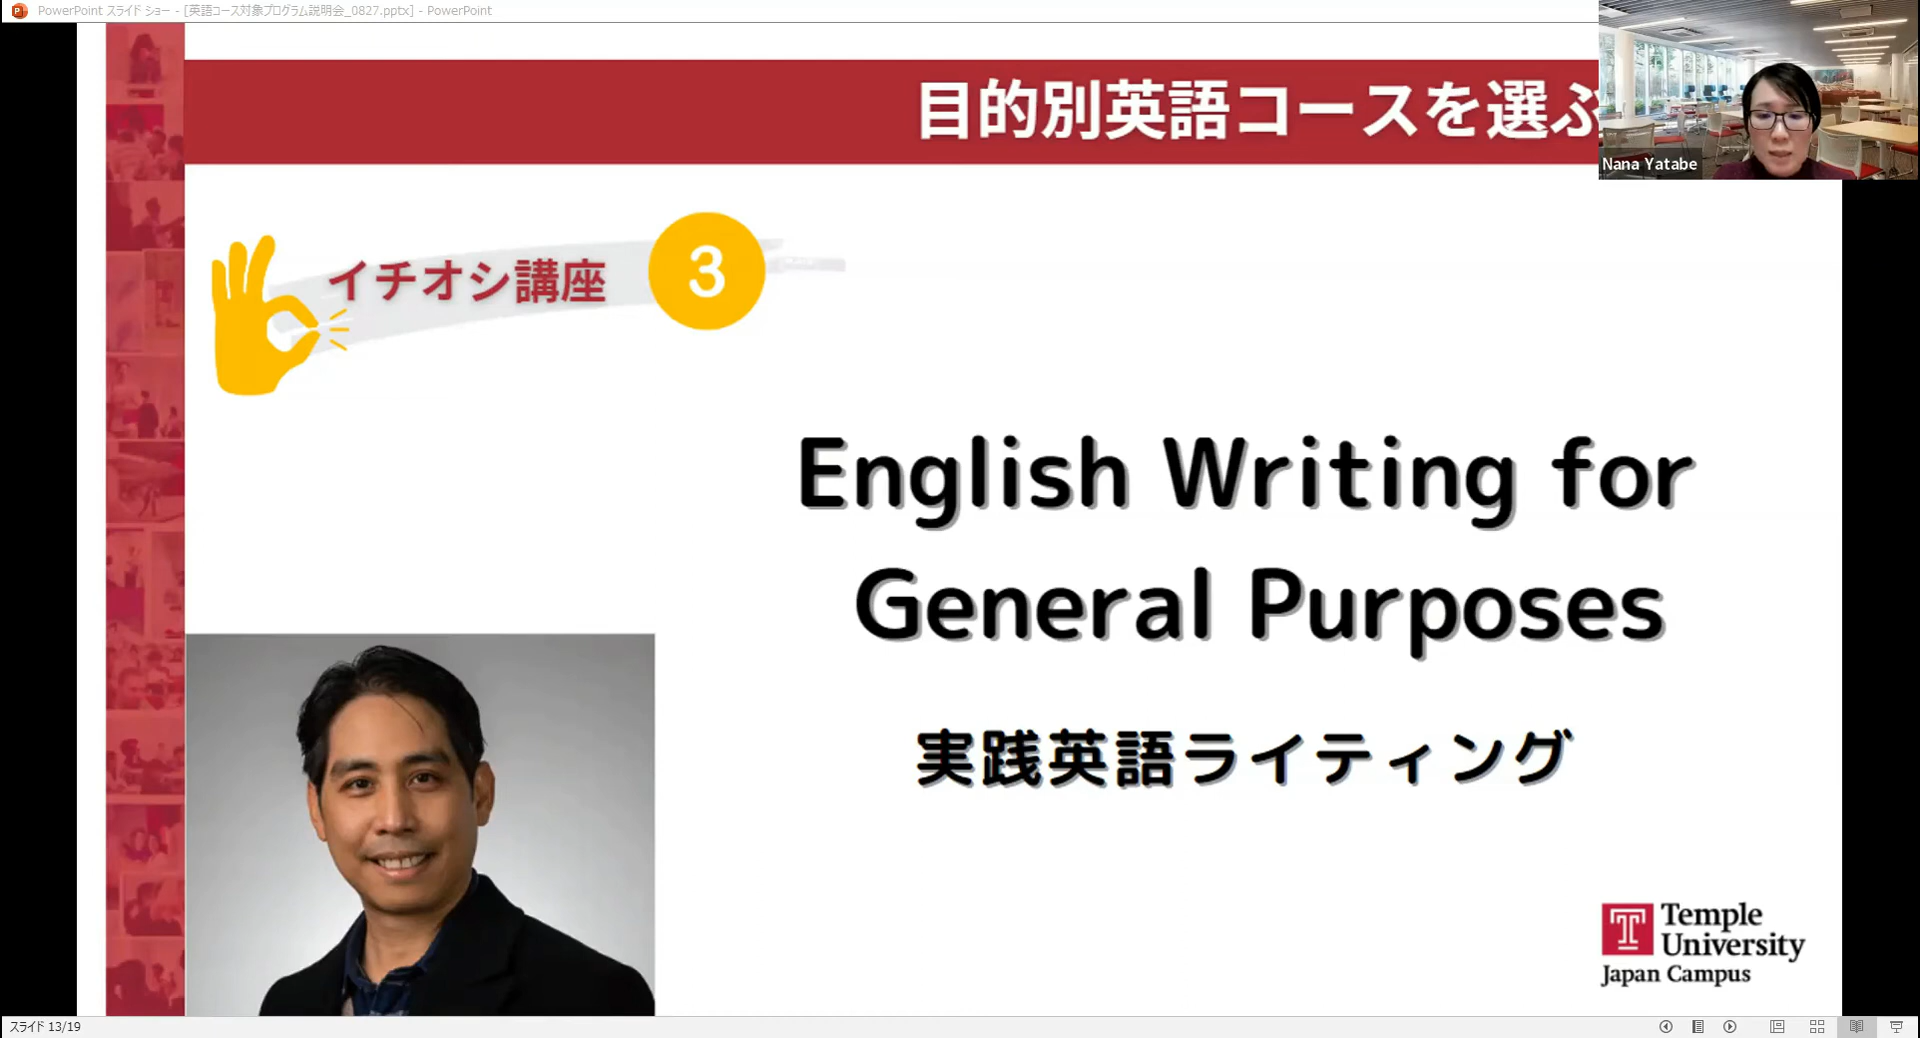 PowerPoint スライド ショー - [英語コース対象プログラム説明会_0827.pptx] - PowerPoint
目的別英語コースを選ぶ
Nana Yatabe
イチオシ講座
3
English Writing for
General Purposes
実践英語ライティング
Temple
University
Japan Campus
スライド 13/19